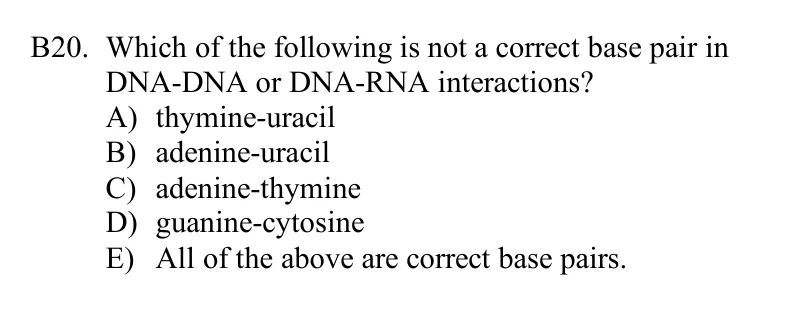 B20. Which of the following is not a correct base pair in
DNA-DNA or DNA-RNA interactions?
A) thymine-uracil
B) adenine-uracil
C) adenine-thymine
D) guanine-cytosine
E) All of the above are correct base pairs.